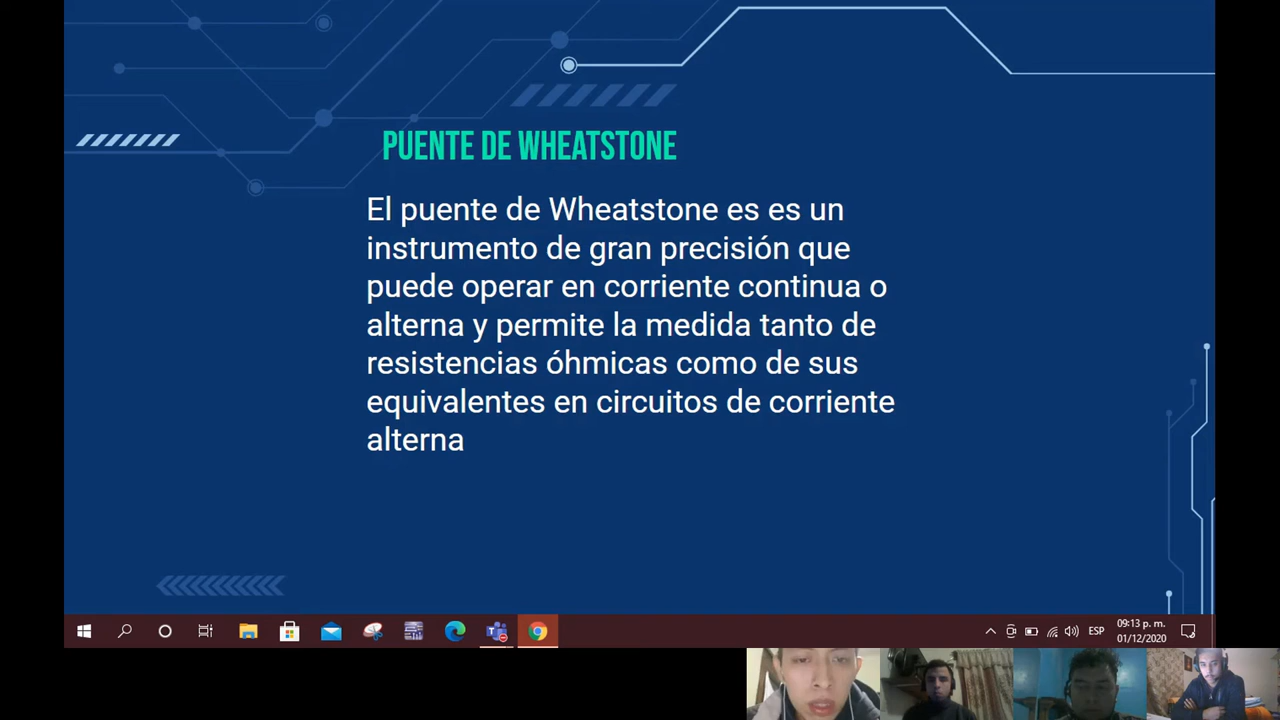 PUENTE DE WHEATSTONE
El puente de Wheatstone es es un
instrumento de gran precisión que
puede operar en corriente continua o
alterna y permite la medida tanto de
resistencias óhmicas como de sus
equivalentes en circuitos de corriente
alterna
ESP
09:13 p. m.
01/12/2020